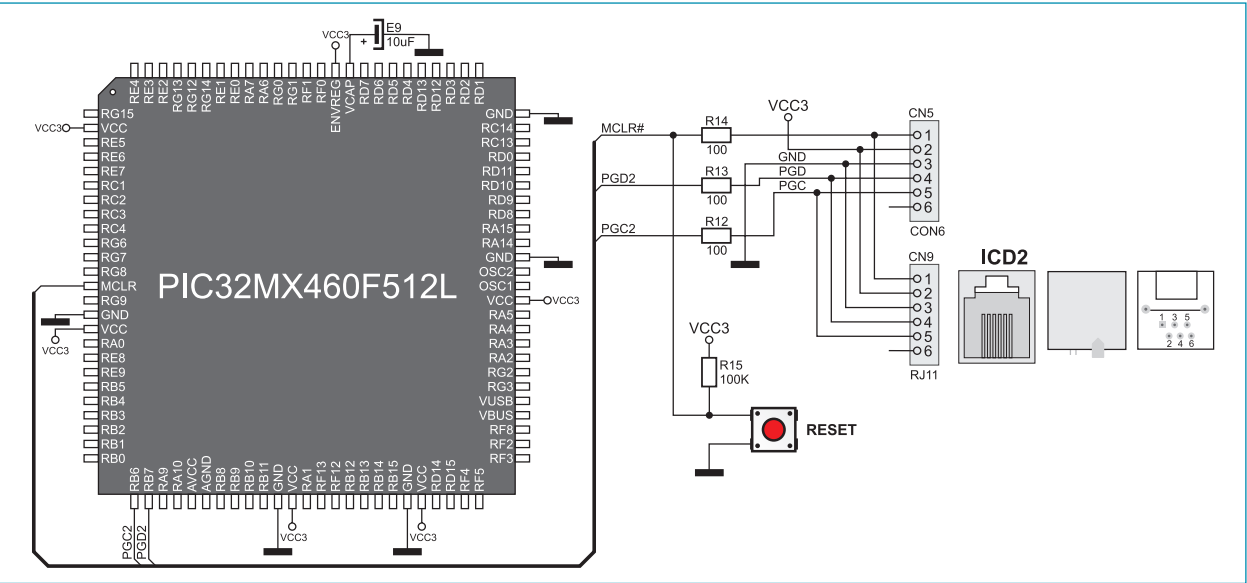 VCC3
E9
10uF
+
RE4
RE3
RE2
RG13
RG12
RG14
RE1
RE0
RA7
RA6
RG0
RG1
RF1
RF0
ENVREG
VCAP
RD7
RD6
RD5
RD4
RD13
RD12
RD3
RD2
RD1
VCC3
RG15
VCC
RE5
RE6
RE7
RC1
RC2
RC3
RC4
RG6
RG7
RG8
MCLR
RG9
GND
VCC
VCC3
RA0
RE8
RE9
RB5
RB4
RB3
RB2
RB1
RB0
PIC32MX460F512L
GND
RC14
RC13
RD0
RD11
RD10
RD9
RD8
RA15
RA14
GND
OSC2
OSC1
VCC
VCC3
RA5
RA4
RA3
RA2
RG2
RG3
VUSB
VBUS
RF8
RF2
RF3
RB6
RB7
RA9
RA10
AVCC
AGND
RB8
RB9
RB10
RB11
GND
VCC
RA1
RF13
RF12
RB12
RB13
RB14
RB15
GND
VCC
RD14
RD15
RF4
RF5
PGC2
PGD2
VCC3
VCC3
MCLR#
R14
100
PGD2
R13
100
PGC2
R12
100
VCC3
GND
PGD
PGC
CN5
1
2
3
4
5
6
CON6
CN9
1
2
3
4
5
6
RJ11
ICD2
1 3 5
2 4 6
VCC3
R15
100K
RESET